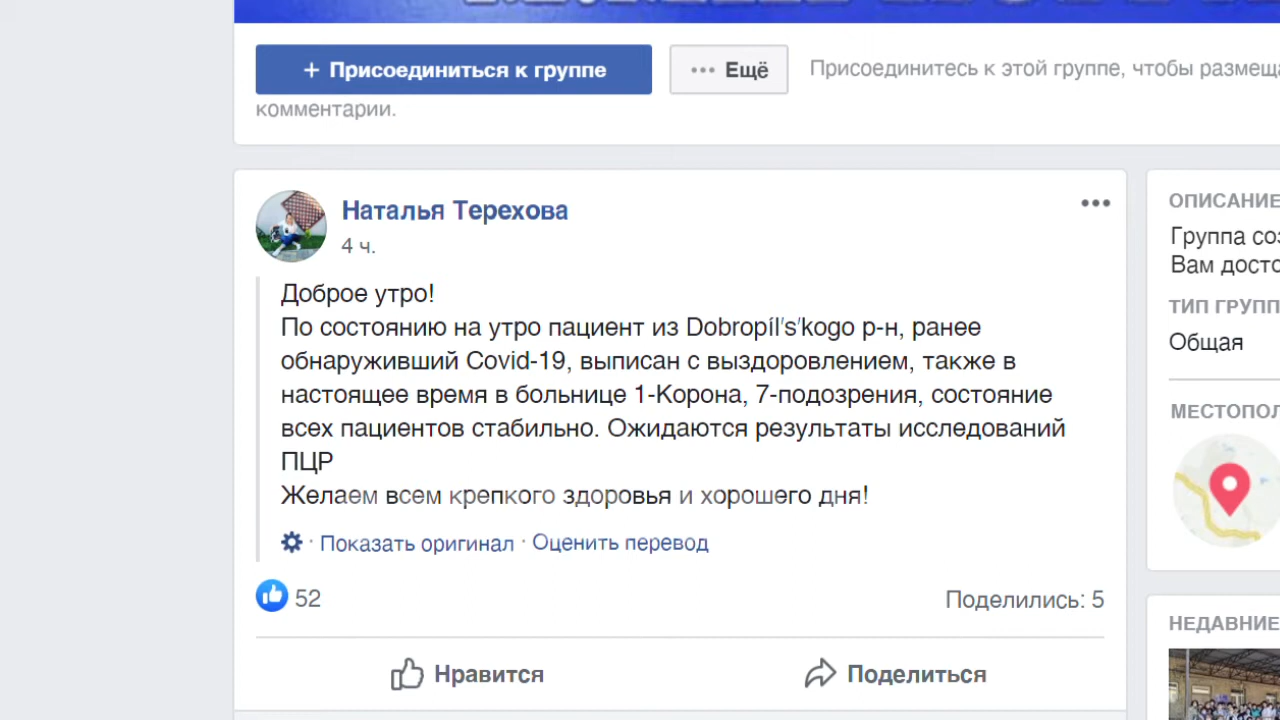 + Присоединиться к группе
••• Ещё
Присоединитесь к этой группе, чтобы размеща
комментарии.
Наталья Терехова
4 ч.
Доброе утро!
По состоянию на утро пациент из Dobropíl's'kogo р-н, ранее
обнаруживший Covid-19, выписан с выздоровлением, также в
настоящее время в больнице 1-Корона, 7-подозрения, состояние
всех пациентов стабильно. Ожидаются результаты исследований
ПЦР
Желаем всем крепкого здоровья и хорошего дня!
· Показать оригинал · Оценить перевод
52
Поделились: 5
Нравится
Поделиться
ОПИСАНИЕ
Группа соз
Вам досто
ТИП ГРУПП
Общая
МЕСТОПОЛ
НЕДАВНИЕ